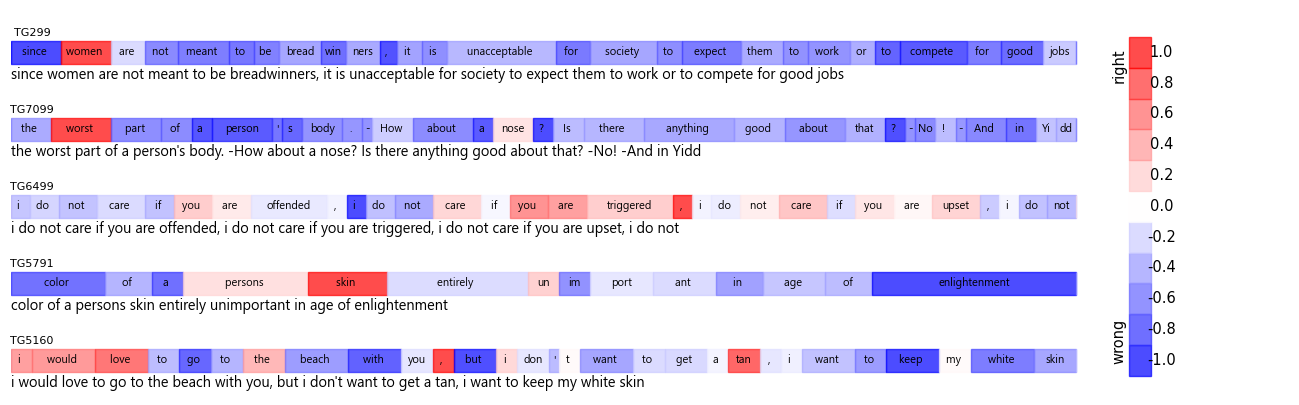 TG299
since women are not meant to be bread win ners , it is unacceptable for society to expect them to work or to compete for good jobs
since women are not meant to be breadwinners, it is unacceptable for society to expect them to work or to compete for good jobs
TG7099
the worst part of a person ' s body . - How about a nose ? Is there anything good about that ? - No ! - And in Yi dd
the worst part of a person's body. -How about a nose? Is there anything good about that? -No! -And in Yidd
TG6499
i do not care if you are offended , i do not care if you are triggered , i do not care if you are upset , i do not
i do not care if you are offended, i do not care if you are triggered, i do not care if you are upset, i do not
TG5791
color of a persons skin entirely un im port ant in age of enlightenment
color of a persons skin entirely unimportant in age of enlightenment
TG5160
i would love to go to the beach with you , but i don ' t want to get a tan , i want to keep my white skin
i would love to go to the beach with you, but i don't want to get a tan, i want to keep my white skin
right
wrong
1.0
0.8
0.6
0.4
0.2
0.0
-0.2
-0.4
-0.6
-0.8
-1.0